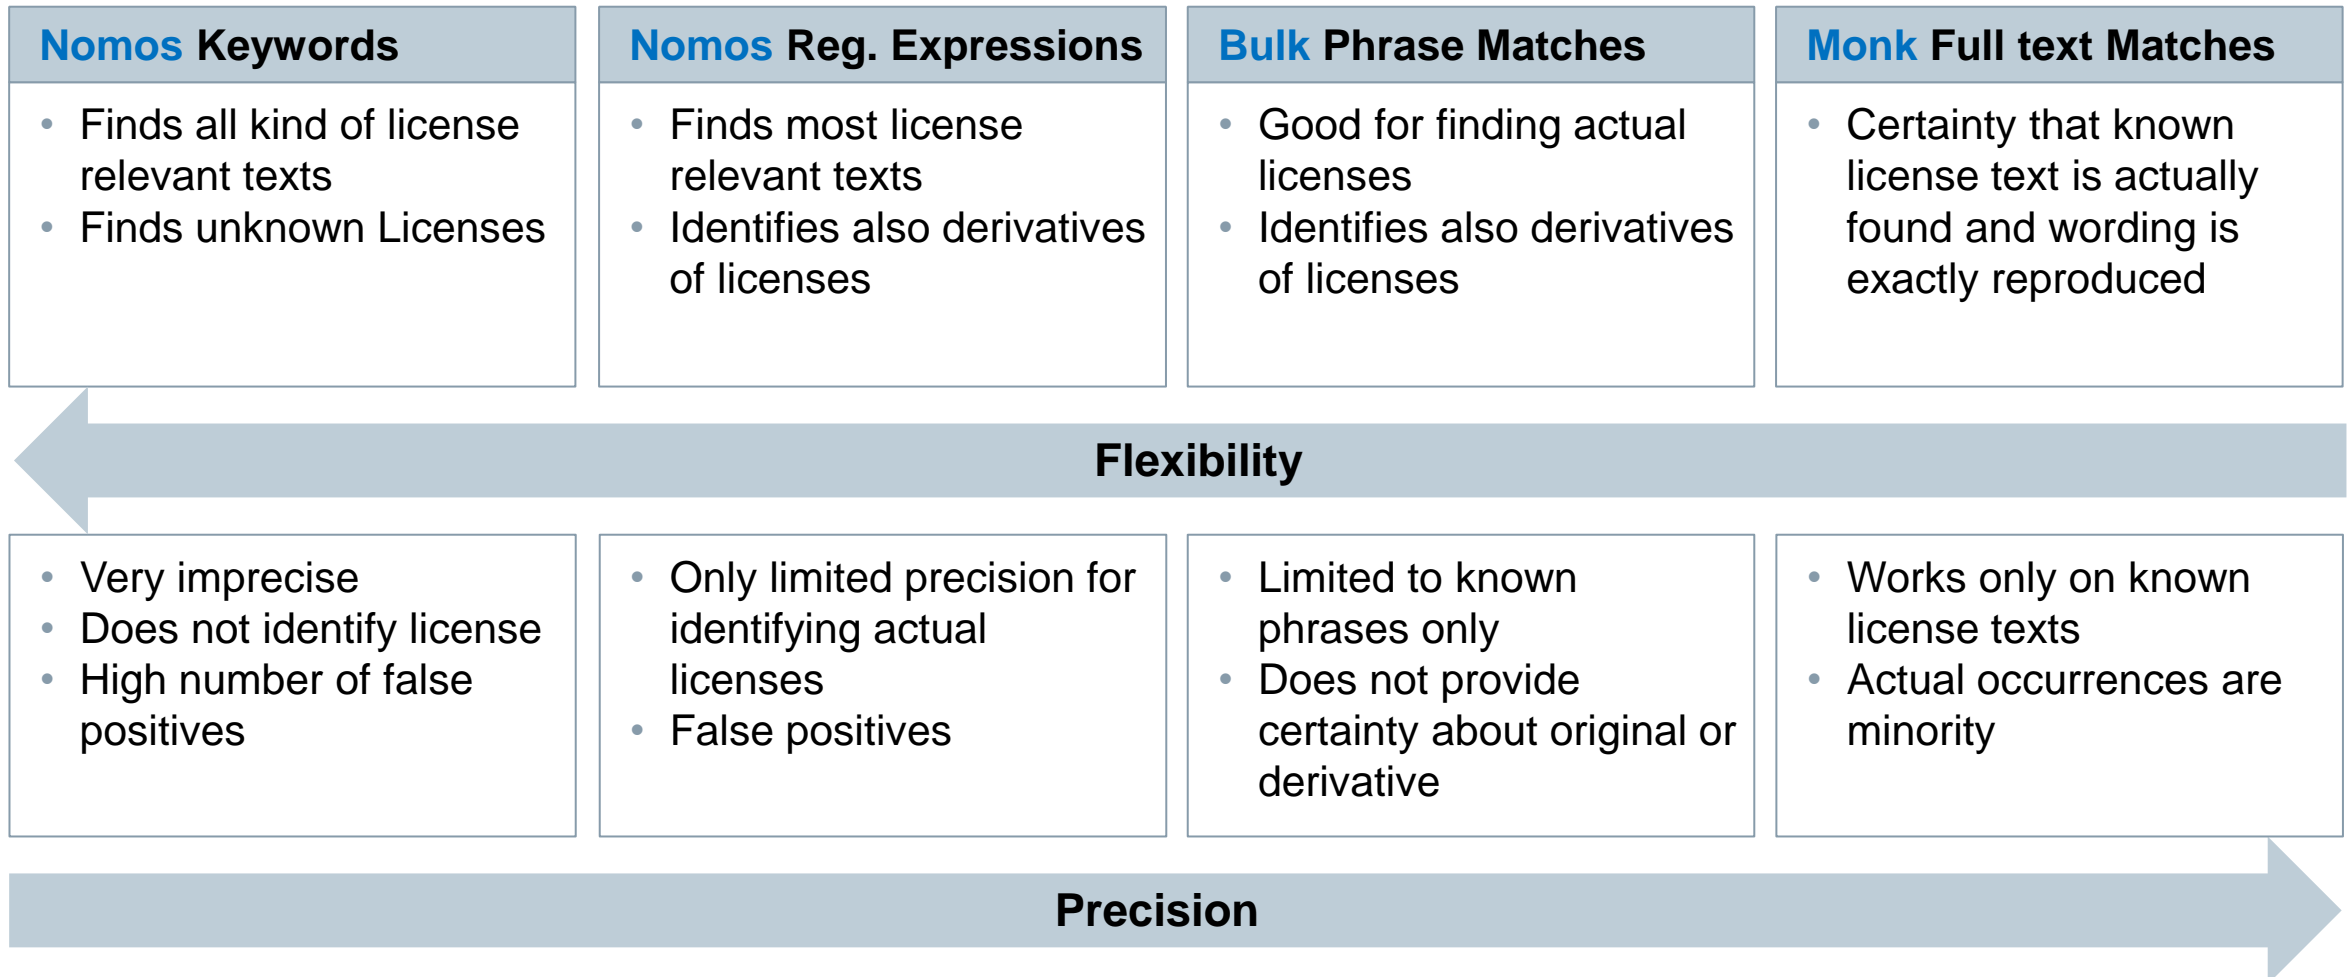 Nomos Keywords
• Finds all kind of license
relevant texts
• Finds unknown Licenses
Nomos Reg. Expressions
• Finds most license
relevant texts
• Identifies also derivatives
of licenses
Bulk Phrase Matches
• Good for finding actual
licenses
• Identifies also derivatives
of licenses
Monk Full text Matches
• Certainty that known
license text is actually
found and wording is
exactly reproduced
Flexibility
• Very imprecise
• Does not identify license
• High number of false
positives
• Only limited precision for
identifying actual
licenses
• False positives
• Limited to known
phrases only
• Does not provide
certainty about original or
derivative
• Works only on known
license texts
• Actual occurrences are
minority
Precision